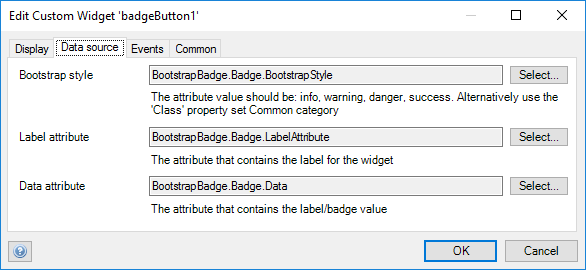 Edit Custom Widget 'badgeButton1'
Display Data source Events Common
Bootstrap style BootstrapBadge.Badge.BootstrapStyle Select...
The attribute value should be: info, warning, danger, success. Alternatively use the
'Class' property set Common category
Label attribute BootstrapBadge.Badge.LabelAttribute Select...
The attribute that contains the label for the widget
Data attribute BootstrapBadge.Badge.Data Select...
The attribute that contains the label/badge value
? OK Cancel